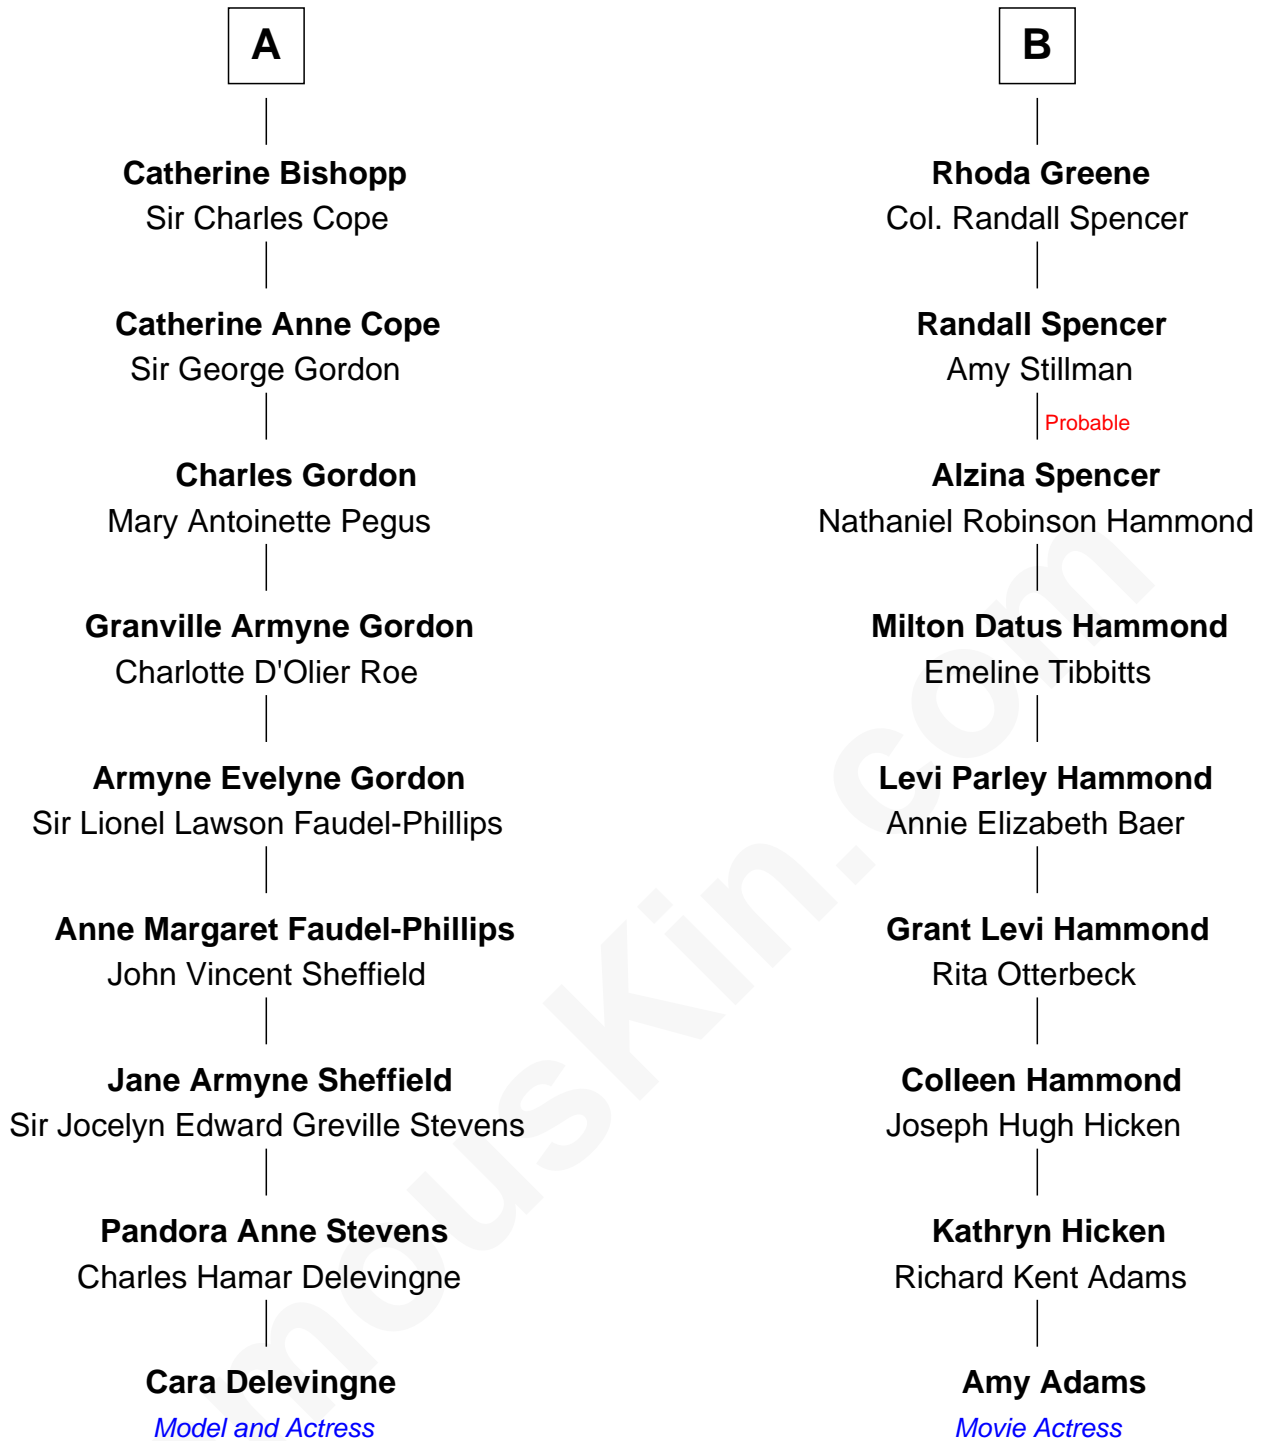 A
Catherine Bishopp
Sir Charles Cope
Catherine Anne Cope
Sir George Gordon
Charles Gordon
Mary Antoinette Pegus
Granville Armyne Gordon
Charlotte D'Olier Roe
Armyne Evelyne Gordon
Sir Lionel Lawson Faudel-Phillips
Anne Margaret Faudel-Phillips
John Vincent Sheffield
Jane Armyne Sheffield
Sir Jocelyn Edward Greville Stevens
Pandora Anne Stevens
Charles Hamar Delevingne
Cara Delevingne
Model and Actress
B
Rhoda Greene
Col. Randall Spencer
Randall Spencer
Amy Stillman
Probable
Alzina Spencer
Nathaniel Robinson Hammond
Milton Datus Hammond
Emeline Tibbitts
Levi Parley Hammond
Annie Elizabeth Baer
Grant Levi Hammond
Rita Otterbeck
Colleen Hammond
Joseph Hugh Hicken
Kathryn Hicken
Richard Kent Adams
Amy Adams
Movie Actress
mouskin.com